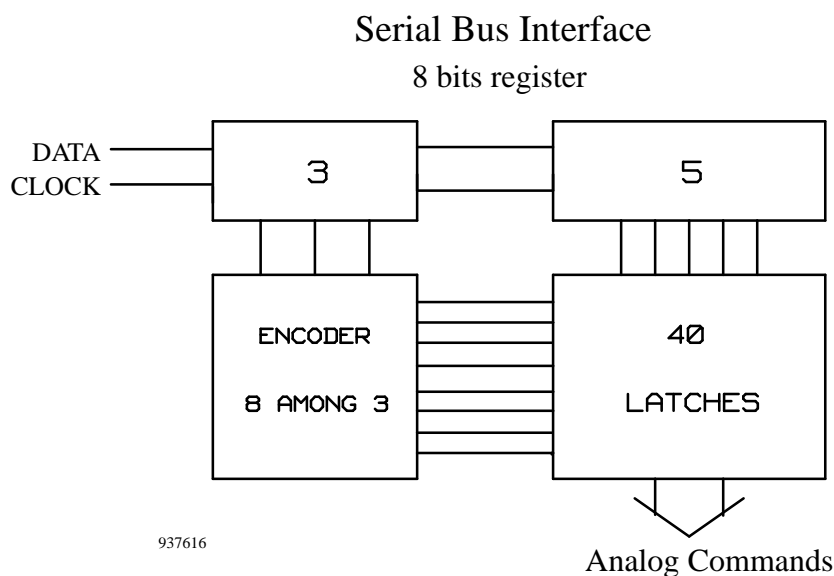 Serial Bus Interface
8 bits register
DATA
CLOCK
3
5
ENCODER
8 AMONG 3
40
LATCHES
937616
Analog Commands